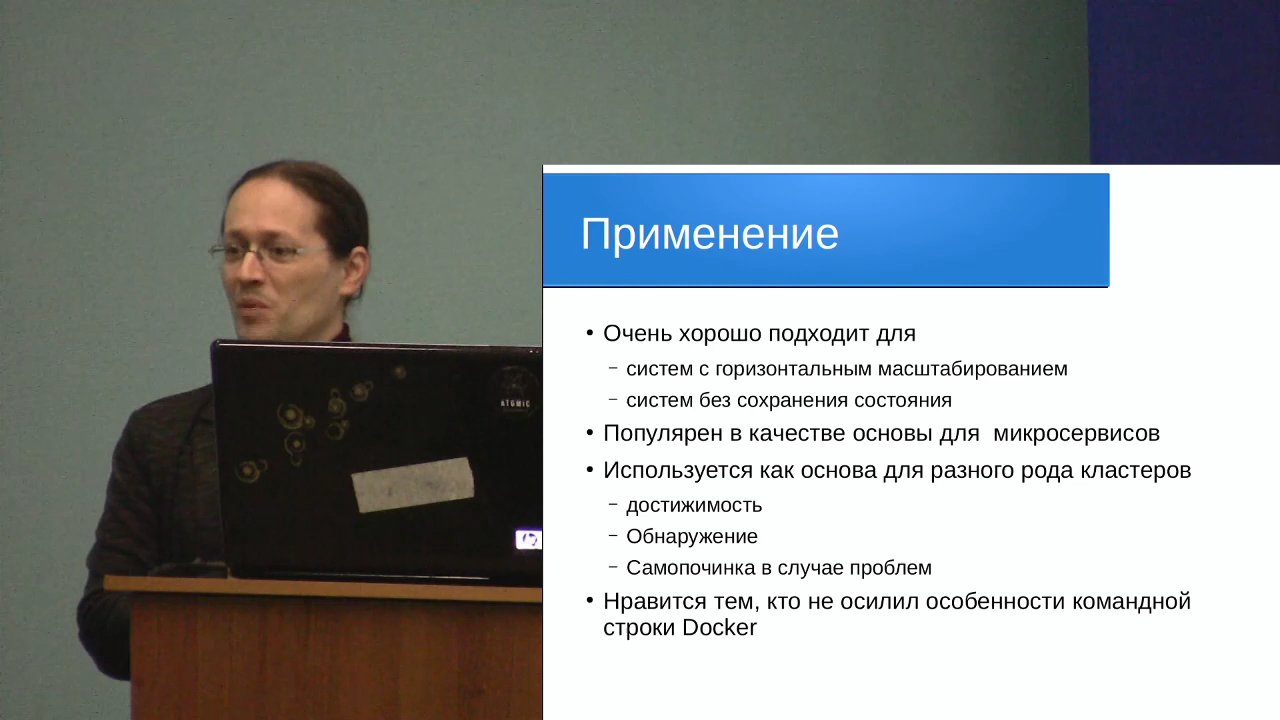 Применение
• Очень хорошо подходит для
– систем с горизонтальным масштабированием
– систем без сохранения состояния
• Популярен в качестве основы для  микросервисов
• Используется как основа для разного рода кластеров
– достижимость
– Обнаружение
– Самопочинка в случае проблем
• Нравится тем, кто не осилил особенности командной
строки Docker
ATOMIC
hp